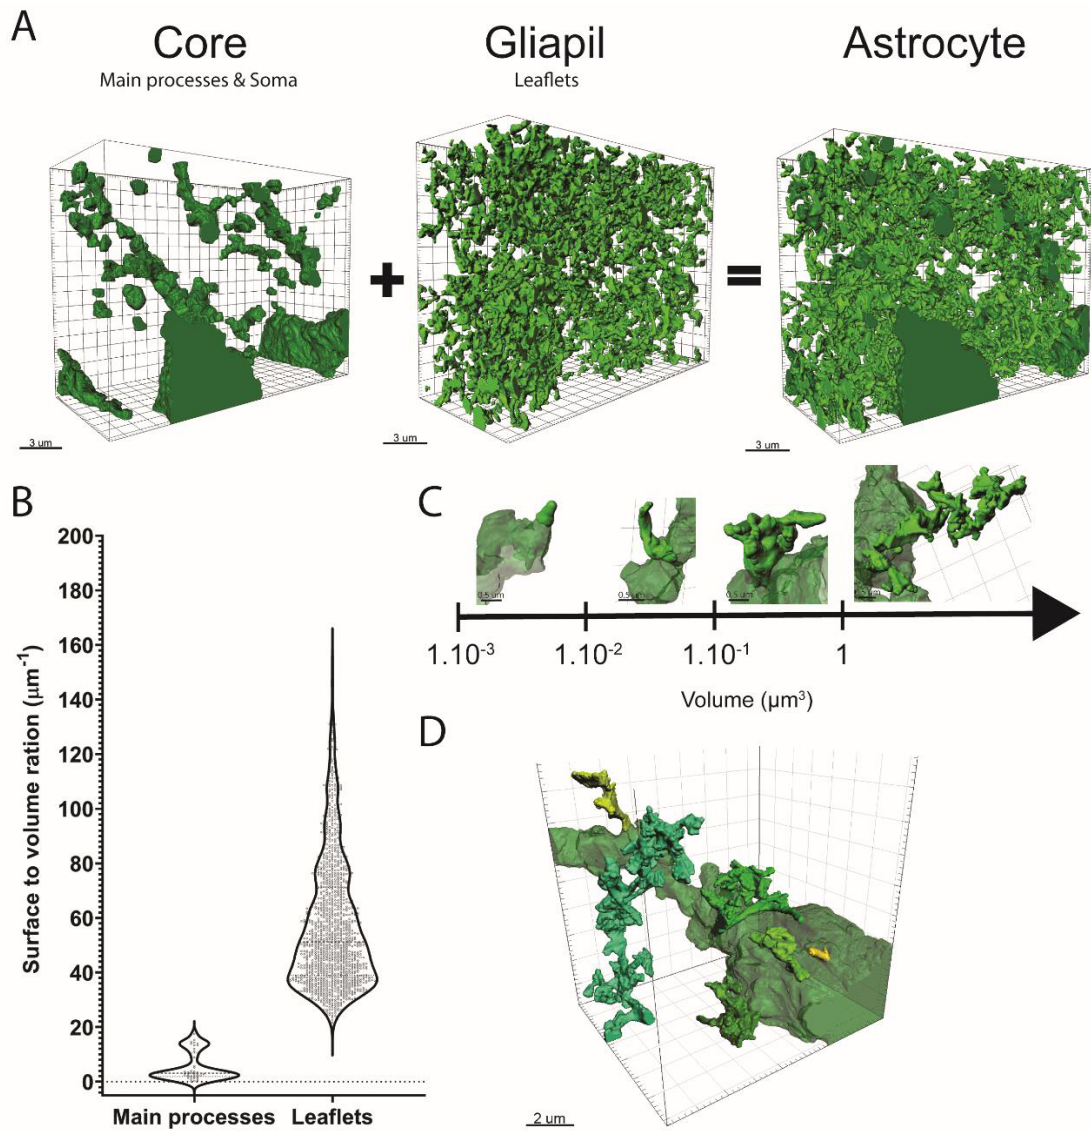 A
Core
Main processes & Soma
Gliapil
Leaflets
Astrocyte
+
=
3 um
3 um
3 um
B
200
180
160
140
120
100
80
60
40
20
0
Surface to volume ration (µm⁻¹)
Main processes
Leaflets
C
0.5 um
0.5 um
0.5 um
1.10⁻³
1.10⁻²
1.10⁻¹
1
Volume (µm³)
D
2 um